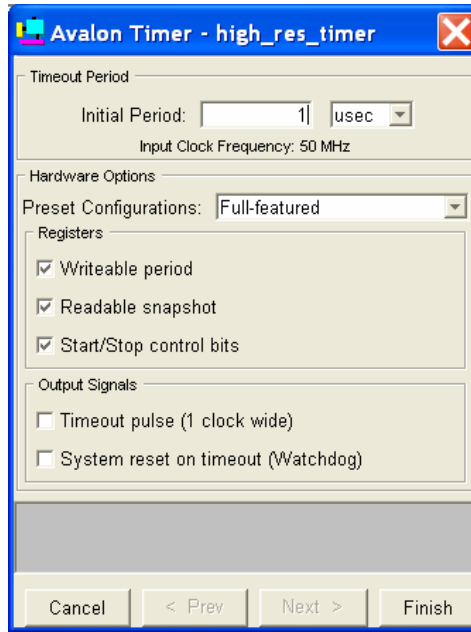 Avalon Timer - high_res_timer
Timeout Period
Initial Period: 1 usec
Input Clock Frequency: 50 MHz
Hardware Options
Preset Configurations: Full-featured
Registers
Writeable period
Readable snapshot
Start/Stop control bits
Output Signals
Timeout pulse (1 clock wide)
System reset on timeout (Watchdog)
Cancel < Prev Next > Finish